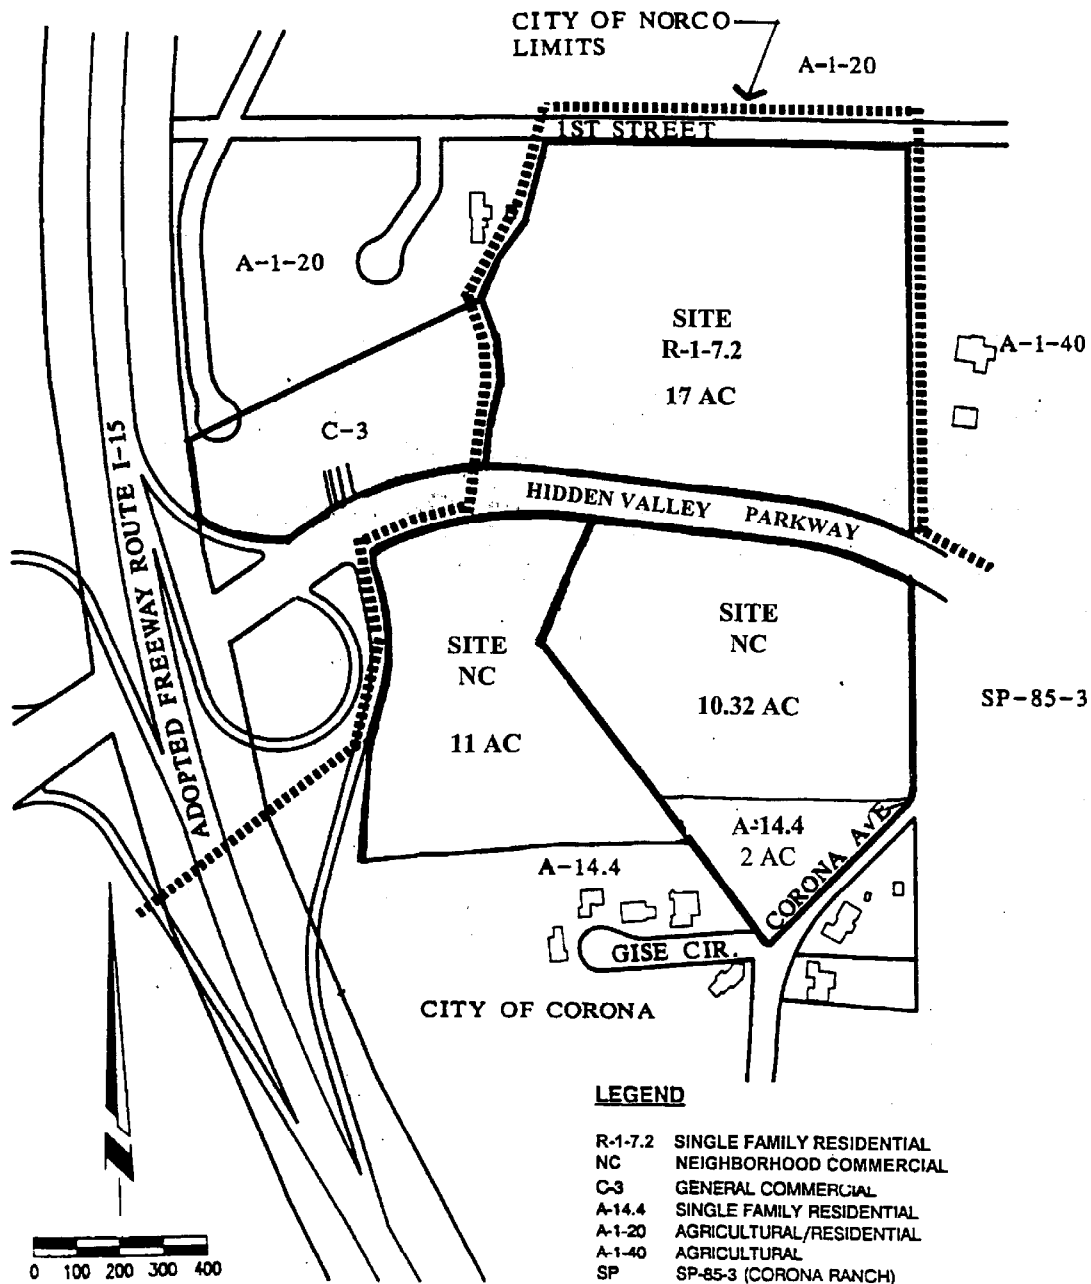 CITY OF NORCO
LIMITS
A-1-20
1ST STREET
A-1-20
SITE
R-1-7.2
17 AC
A-1-40
C-3
ADOPTED FREEWAY ROUTE I-15
HIDDEN VALLEY PARKWAY
SITE
NC
11 AC
SITE
NC
10.32 AC
SP-85-3
A-14.4
2 AC
CORONA AVE
A-14.4
GISE CIR.
CITY OF CORONA
LEGEND
R-1-7.2 SINGLE FAMILY RESIDENTIAL
NC NEIGHBORHOOD COMMERCIAL
C-3 GENERAL COMMERCIAL
A-14.4 SINGLE FAMILY RESIDENTIAL
A-1-20 AGRICULTURAL/RESIDENTIAL
A-1-40 AGRICULTURAL
SP SP-85-3 (CORONA RANCH)
N
0 100 200 300 400